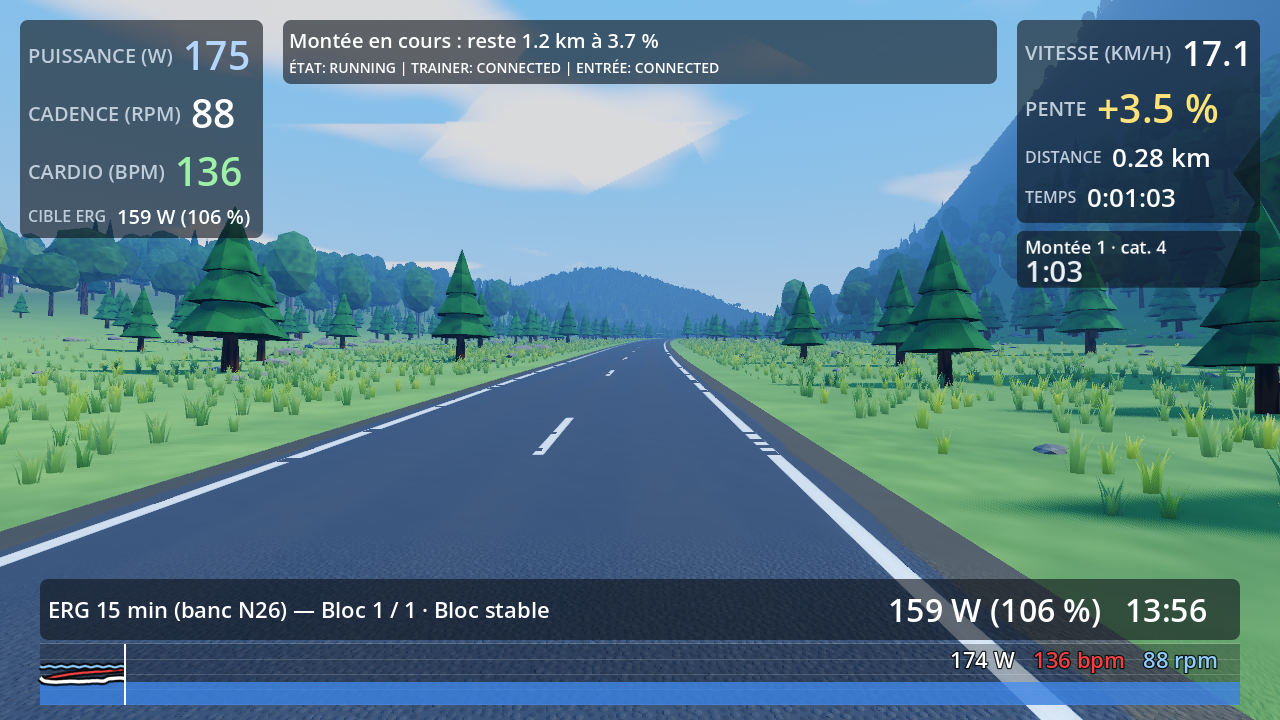 PUISSANCE (W) 175
CADENCE (RPM) 88
CARDIO (BPM) 136
CIBLE ERG 159 W (106 %)
Montée en cours : reste 1.2 km à 3.7 %
ÉTAT: RUNNING | TRAINER: CONNECTED | ENTRÉE: CONNECTED
VITESSE (KM/H) 17.1
PENTE +3.5 %
DISTANCE 0.28 km
TEMPS 0:01:03
Montée 1 · cat. 4
1:03
ERG 15 min (banc N26) — Bloc 1 / 1 · Bloc stable 159 W (106 %) 13:56
174 W 136 bpm 88 rpm